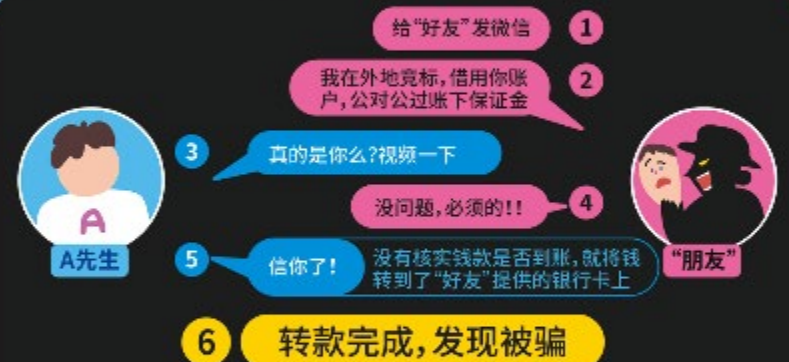 给“好友”发微信 1
我在外地竞标,借用你账 2
户,公对公过账下保证金
3 真的是你么?视频一下
没问题,必须的!! 4
A
A先生
“朋友”
5 信你了! 没有核实钱款是否到账,就将钱
转到了“好友”提供的银行卡上
6 转款完成,发现被骗